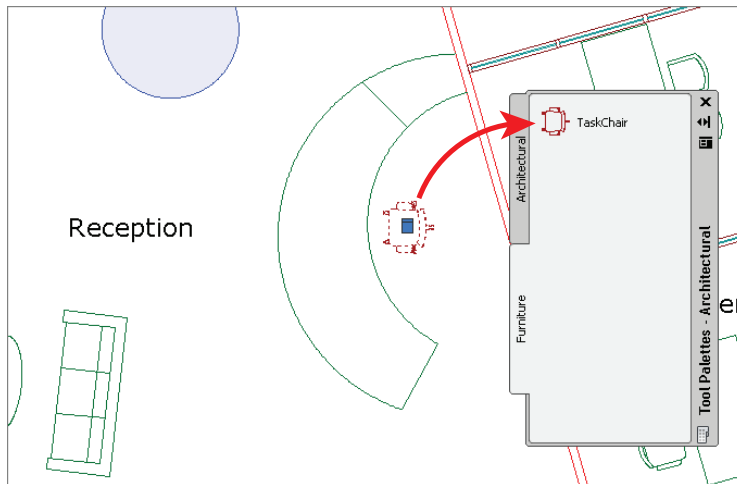 Reception
TaskChair
Architectural
Furniture
Tool Palettes - Architectural